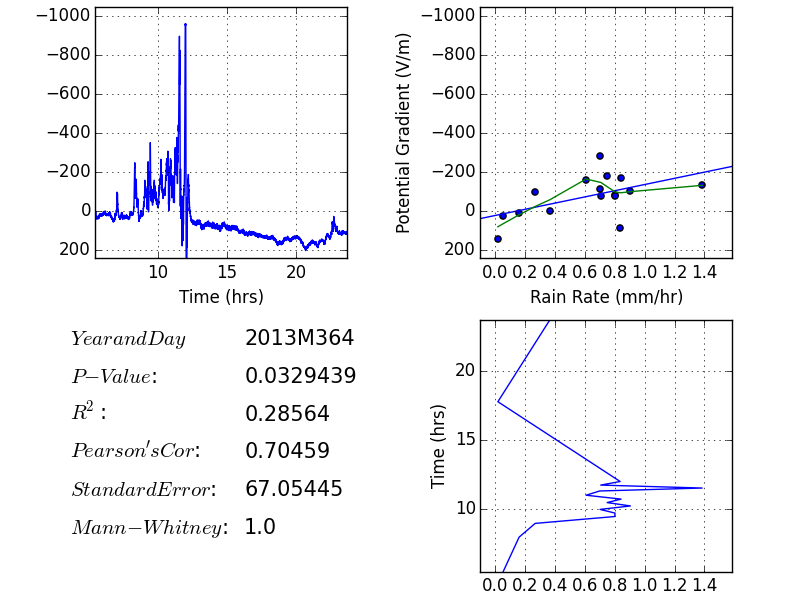 −1000
−800
−600
−400
−200
0
200
10
15
20
Time (hrs)
−1000
−800
−600
−400
−200
0
200
Potential Gradient (V/m)
0.0 0.2 0.4 0.6 0.8 1.0 1.2 1.4
Rain Rate (mm/hr)
YearandDay 2013M364
P−Value: 0.0329439
R²: 0.28564
Pearson'sCor: 0.70459
StandardError: 67.05445
Mann−Whitney: 1.0
20
15
10
Time (hrs)
0.0 0.2 0.4 0.6 0.8 1.0 1.2 1.4